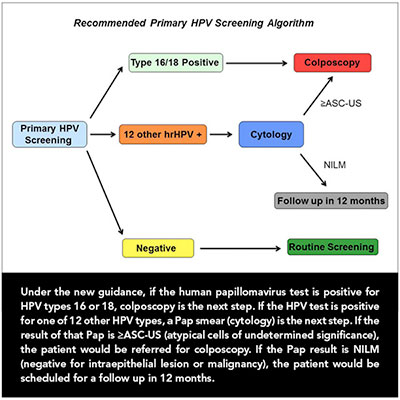 Recommended Primary HPV Screening Algorithm
Type 16/18 Positive
Colposcopy
≥ASC-US
Primary HPV
Screening
12 other hrHPV +
Cytology
NILM
Follow up in 12 months
Negative
Routine Screening
Under the new guidance, if the human papillomavirus test is positive for
HPV types 16 or 18, colposcopy is the next step. If the HPV test is positive
for one of 12 other HPV types, a Pap smear (cytology) is the next step. If the
result of that Pap is ≥ASC-US (atypical cells of undetermined significance),
the patient would be referred for colposcopy. If the Pap result is NILM
(negative for intraepithelial lesion or malignancy), the patient would be
scheduled for a follow up in 12 months.